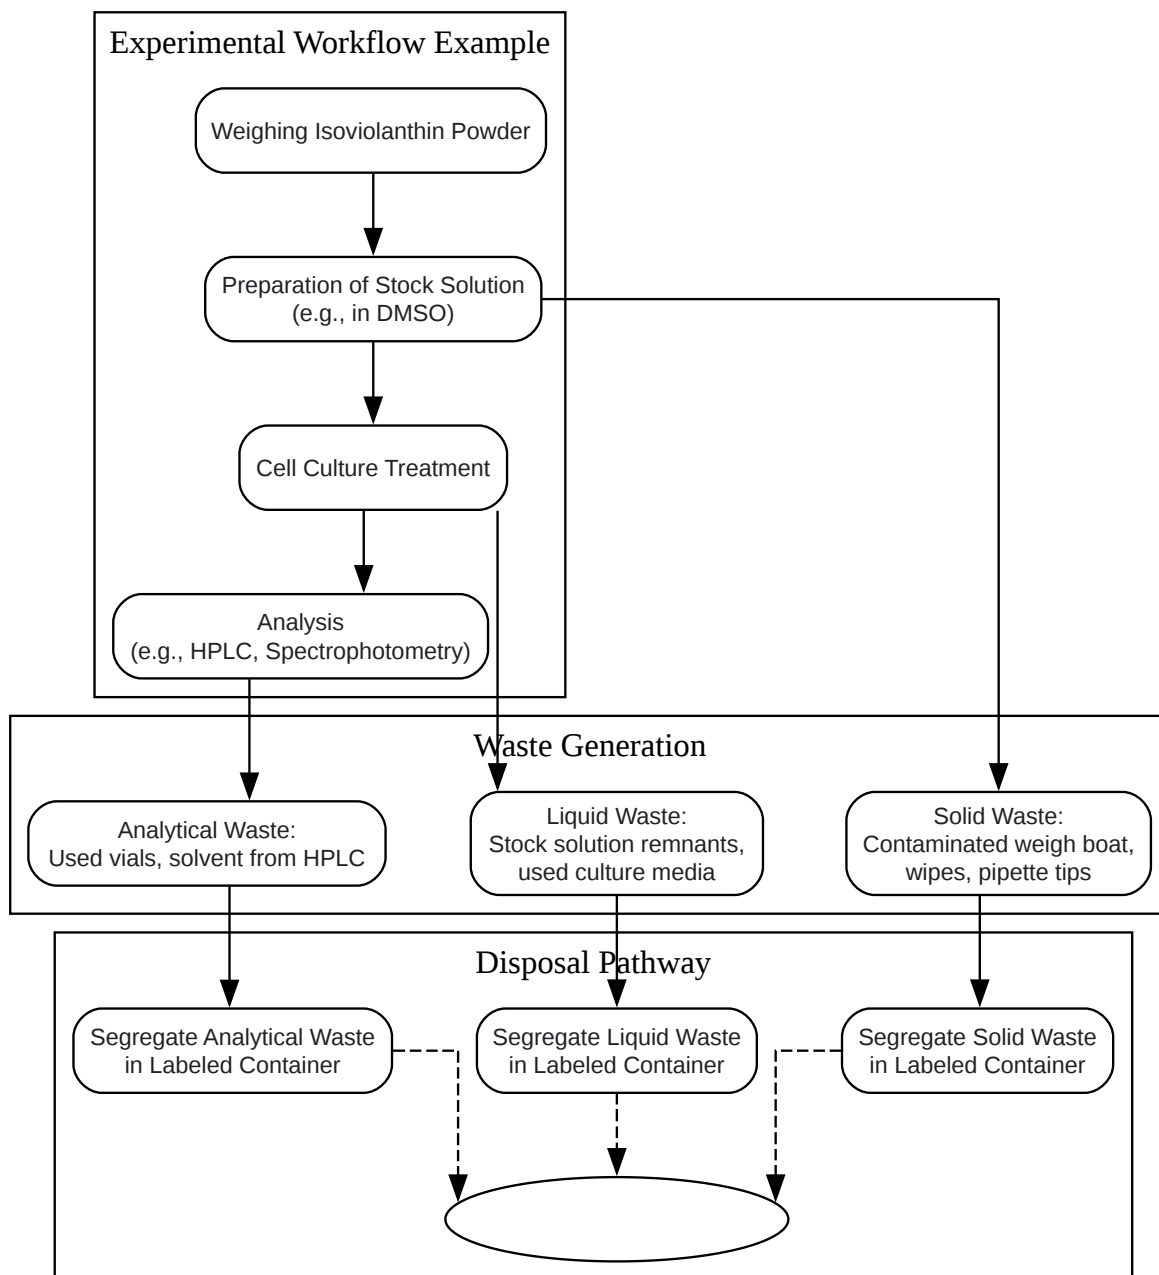 Experimental Workflow Example
Weighing Isoviolanthin Powder
Preparation of Stock Solution
(e.g., in DMSO)
Cell Culture Treatment
Analysis
(e.g., HPLC, Spectrophotometry)
Waste Generation
Analytical Waste:
Used vials, solvent from HPLC
Liquid Waste:
Stock solution remnants,
used culture media
Solid Waste:
Contaminated weigh boat,
wipes, pipette tips
Disposal Pathway
Segregate Analytical Waste
in Labeled Container
Segregate Liquid Waste
in Labeled Container
Segregate Solid Waste
in Labeled Container